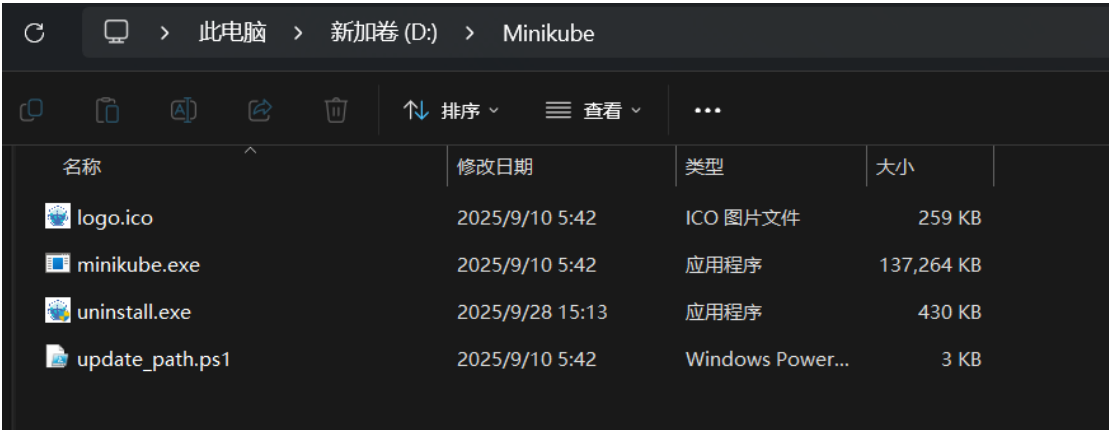 此电脑 > 新加卷 (D:) > Minikube
排序 查看 •••
名称 修改日期 类型 大小
logo.ico 2025/9/10 5:42 ICO 图片文件 259 KB
minikube.exe 2025/9/10 5:42 应用程序 137,264 KB
uninstall.exe 2025/9/28 15:13 应用程序 430 KB
update_path.ps1 2025/9/10 5:42 Windows Power... 3 KB